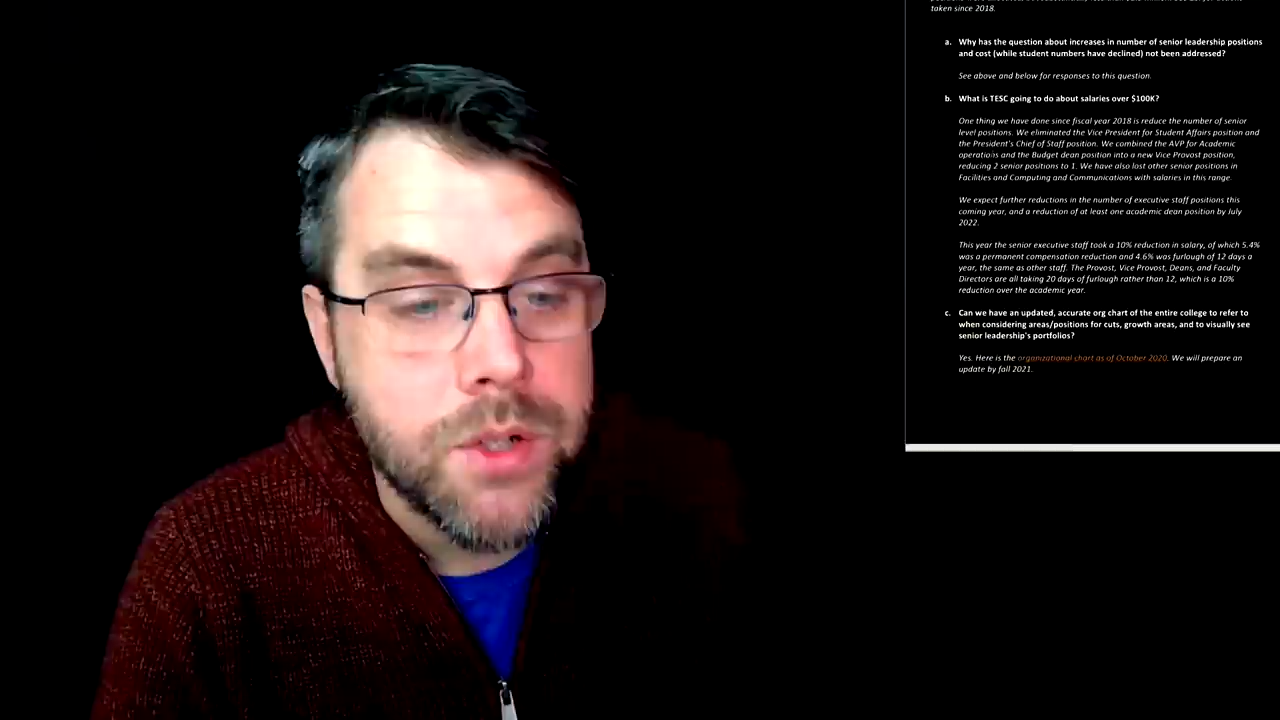 taken since 2018.
a. Why has the question about increases in number of senior leadership positions
and cost (while student numbers have declined) not been addressed?
See above and below for responses to this question.
b. What is TESC going to do about salaries over $100K?
One thing we have done since fiscal year 2018 is reduce the number of senior
level positions. We eliminated the Vice President for Student Affairs position and
the President's Chief of Staff position. We combined the AVP for Academic
operations and the Budget dean position into a new Vice Provost position,
reducing 2 senior positions to 1. We have also lost other senior positions in
Facilities and Computing and Communications with salaries in this range.
We expect further reductions in the number of executive staff positions this
coming year, and a reduction of at least one academic dean position by July
2022.
This year the senior executive staff took a 10% reduction in salary, of which 5.4%
was a permanent compensation reduction and 4.6% was furlough of 12 days a
year, the same as other staff. The Provost, Vice Provost, Deans, and Faculty
Directors are all taking 20 days of furlough rather than 12, which is a 10%
reduction over the academic year.
c. Can we have an updated, accurate org chart of the entire college to refer to
when considering areas/positions for cuts, growth areas, and to visually see
senior leadership's portfolios?
Yes. Here is the organizational chart as of October 2020. We will prepare an
update by fall 2021.